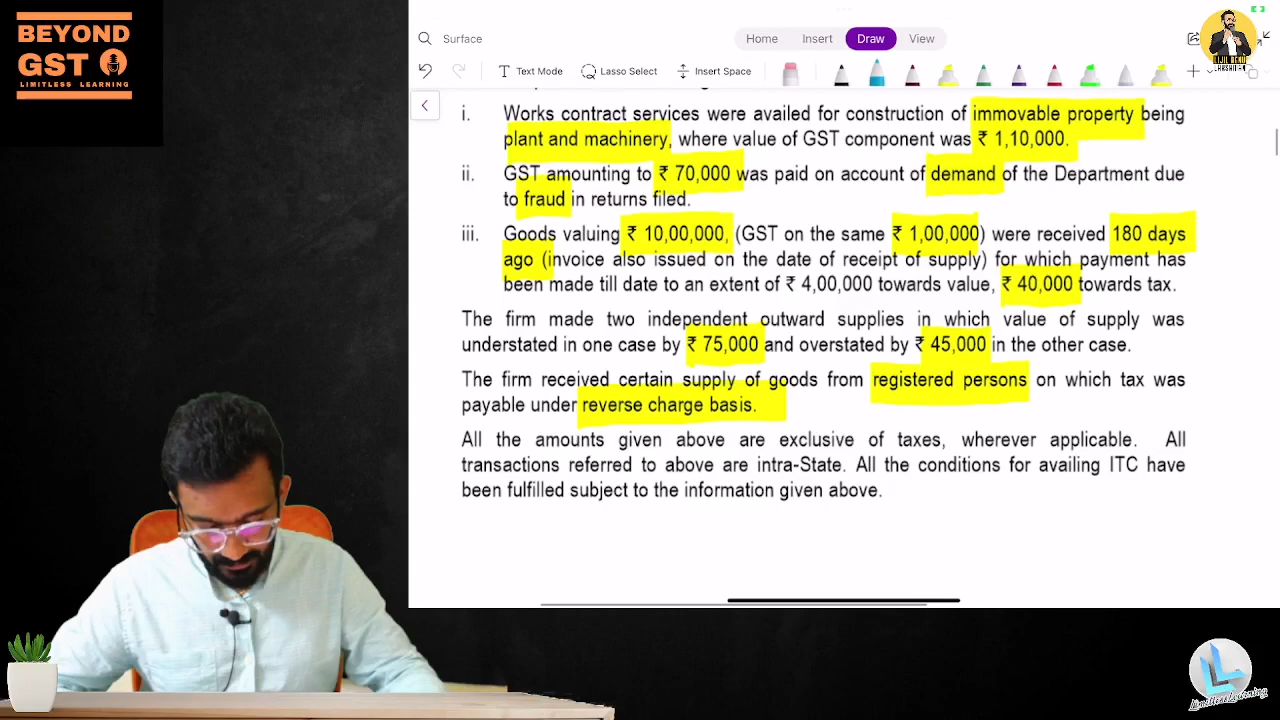 BEYOND
GST
LIMITLESS LEARNING
Surface
Home Insert Draw View
Text Mode Lasso Select Insert Space
i. Works contract services were availed for construction of immovable property being
plant and machinery, where value of GST component was ₹ 1,10,000.
ii. GST amounting to ₹ 70,000 was paid on account of demand of the Department due
to fraud in returns filed.
iii. Goods valuing ₹ 10,00,000, (GST on the same ₹ 1,00,000) were received 180 days
ago (invoice also issued on the date of receipt of supply) for which payment has
been made till date to an extent of ₹ 4,00,000 towards value, ₹ 40,000 towards tax.
The firm made two independent outward supplies in which value of supply was
understated in one case by ₹ 75,000 and overstated by ₹ 45,000 in the other case.
The firm received certain supply of goods from registered persons on which tax was
payable under reverse charge basis.
All the amounts given above are exclusive of taxes, wherever applicable. All
transactions referred to above are intra-State. All the conditions for availing ITC have
been fulfilled subject to the information given above.
Limitless Learning